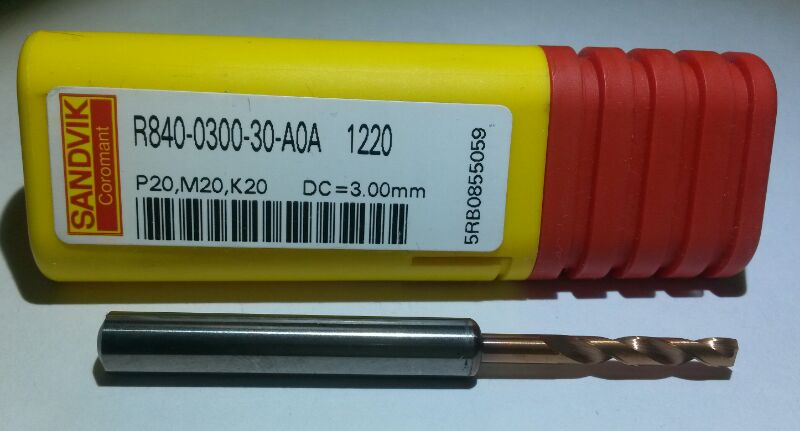 SANDVIK
Coromant
R840-0300-30-A0A 1220
P20,M20,K20 DC=3.00mm
5RB0855059